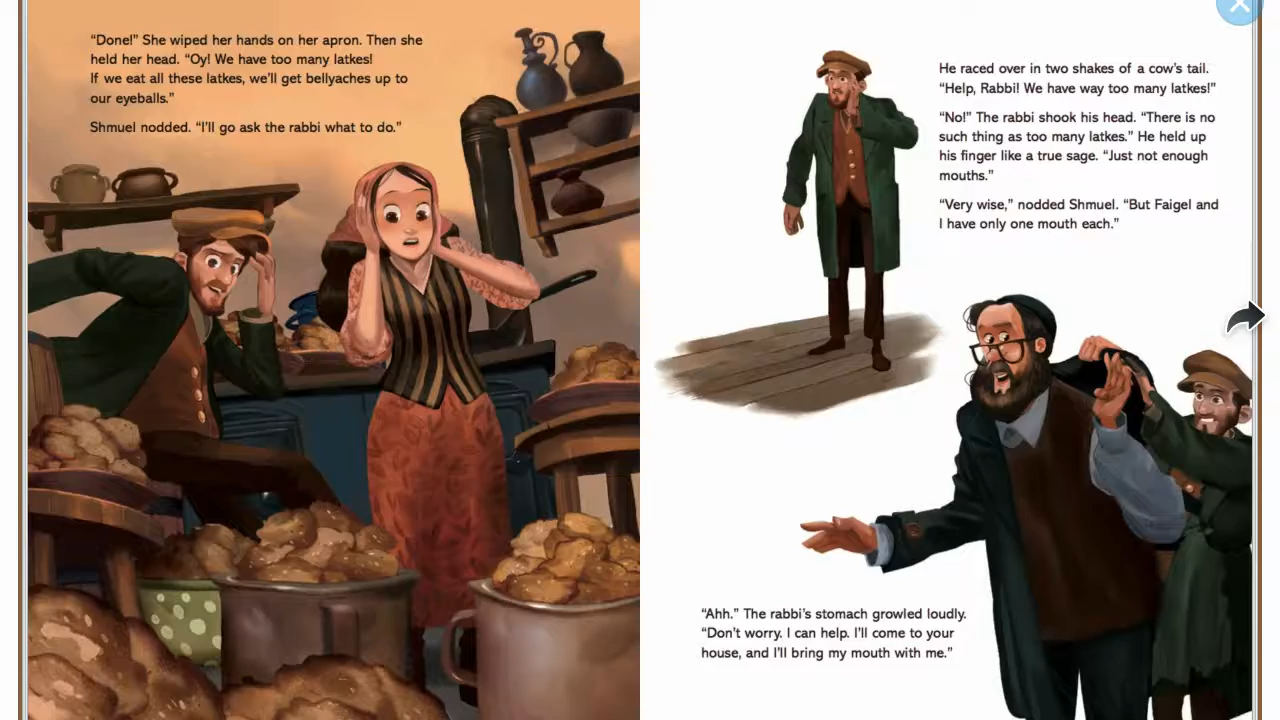 “Done!” She wiped her hands on her apron. Then she
held her head. “Oy! We have too many latkes!
If we eat all these latkes, we’ll get bellyaches up to
our eyeballs.”
Shmuel nodded. “I’ll go ask the rabbi what to do.”
He raced over in two shakes of a cow’s tail.
“Help, Rabbi! We have way too many latkes!”
“No!” The rabbi shook his head. “There is no
such thing as too many latkes.” He held up
his finger like a true sage. “Just not enough
mouths.”
“Very wise,” nodded Shmuel. “But Faigel and
I have only one mouth each.”
“Ahh.” The rabbi’s stomach growled loudly.
“Don’t worry. I can help. I’ll come to your
house, and I’ll bring my mouth with me.”